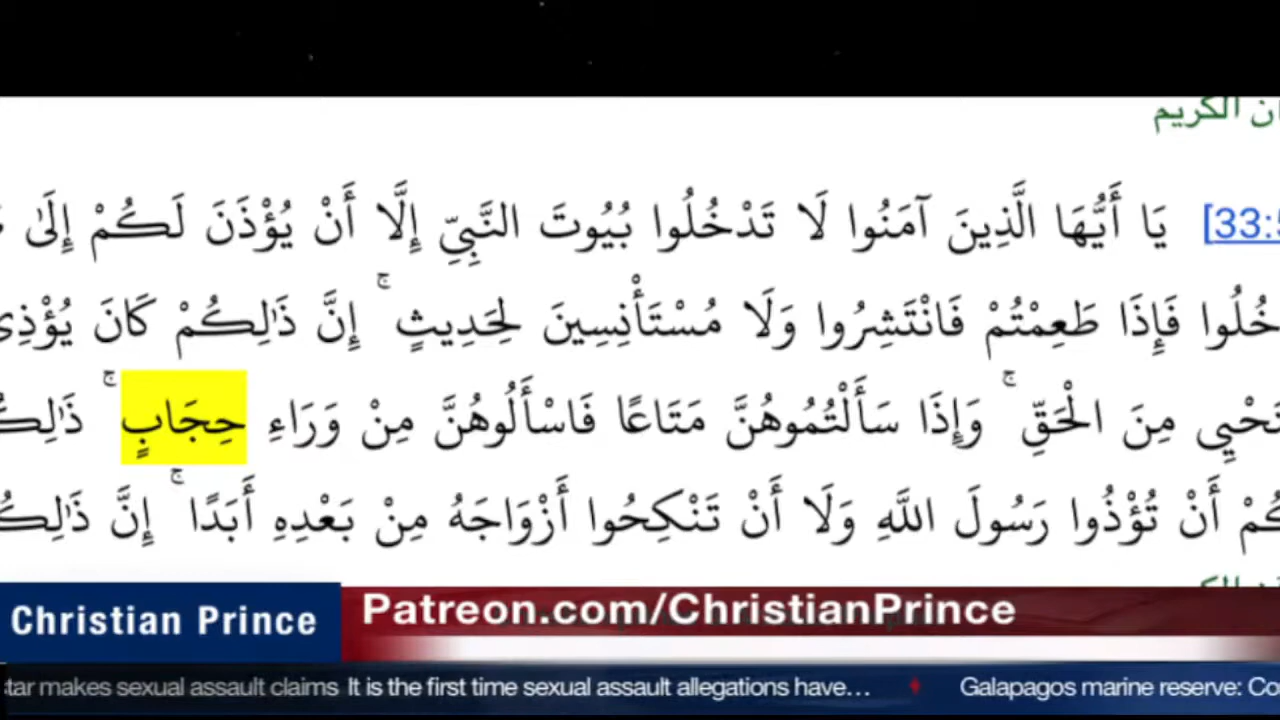 الكريم
يَا أَيُّهَا الَّذِينَ آمَنُوا لَا تَدْخُلُوا بُيُوتَ النَّبِيِّ إِلَّا أَنْ يُؤْذَنَ لَكُمْ إِلَىٰ [33:
فَإِذَا طَعِمْتُمْ فَانْتَشِرُوا وَلَا مُسْتَأْنِسِينَ لِحَدِيثٍ ۚ إِنَّ ذَٰلِكُمْ كَانَ
مِنَ الْحَقِّ ۚ وَإِذَا سَأَلْتُمُوهُنَّ مَتَاعًا فَاسْأَلُوهُنَّ مِنْ وَرَاءِ حِجَابٍ ۚ
أَنْ تُؤْذُوا رَسُولَ اللَّهِ وَلَا أَنْ تَنْكِحُوا أَزْوَاجَهُ مِنْ بَعْدِهِ أَبَدًا ۚ إِنَّ
Christian Prince
Patreon.com/ChristianPrince
tar makes sexual assault claims It is the first time sexual assault allegations have… Galapagos marine reserve: Co